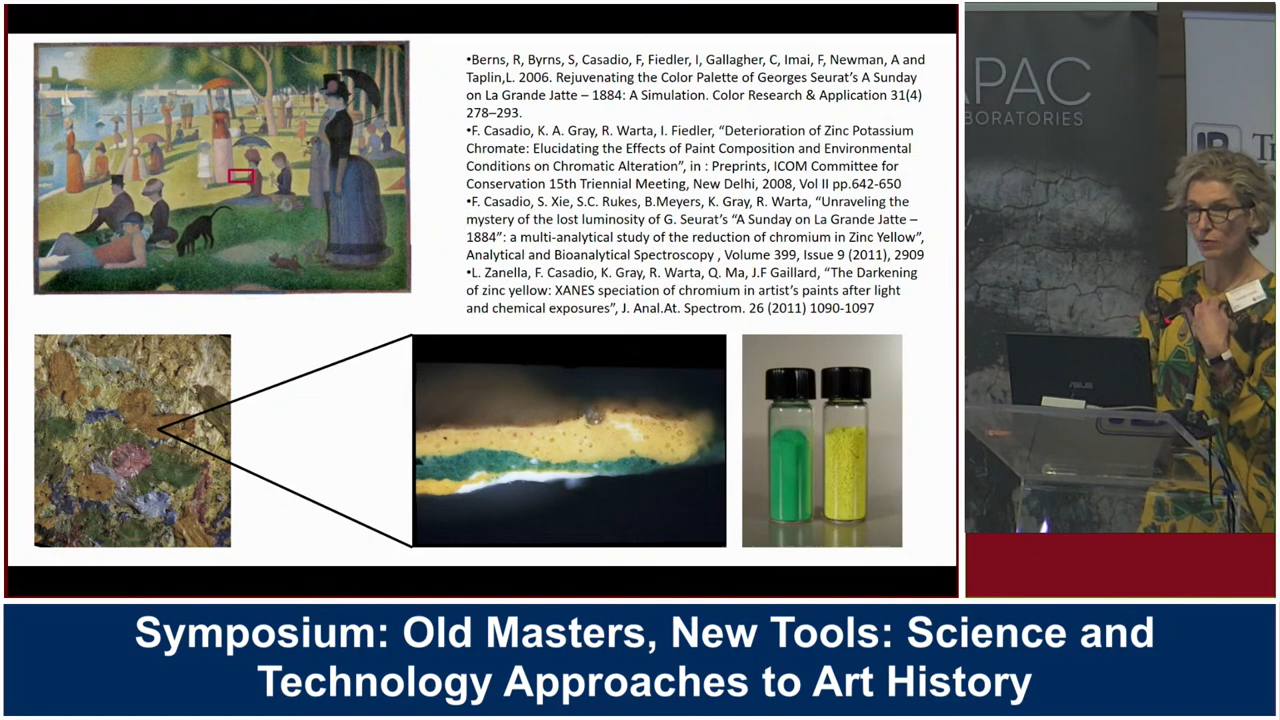 •Berns, R, Byrns, S, Casadio, F, Fiedler, I, Gallagher, C, Imai, F, Newman, A and
Taplin,L. 2006. Rejuvenating the Color Palette of Georges Seurat's A Sunday
on La Grande Jatte – 1884: A Simulation. Color Research & Application 31(4)
278–293.
•F. Casadio, K. A. Gray, R. Warta, I. Fiedler, "Deterioration of Zinc Potassium
Chromate: Elucidating the Effects of Paint Composition and Environmental
Conditions on Chromatic Alteration", in : Preprints, ICOM Committee for
Conservation 15th Triennial Meeting, New Delhi, 2008, Vol II pp.642-650
•F. Casadio, S. Xie, S.C. Rukes, B.Meyers, K. Gray, R. Warta, "Unraveling the
mystery of the lost luminosity of G. Seurat's "A Sunday on La Grande Jatte –
1884": a multi-analytical study of the reduction of chromium in Zinc Yellow",
Analytical and Bioanalytical Spectroscopy , Volume 399, Issue 9 (2011), 2909
•L. Zanella, F. Casadio, K. Gray, R. Warta, Q. Ma, J.F Gaillard, "The Darkening
of zinc yellow: XANES speciation of chromium in artist's paints after light
and chemical exposures", J. Anal.At. Spectrom. 26 (2011) 1090-1097
APAC
BORATORIES
ASUS
Symposium: Old Masters, New Tools: Science and
Technology Approaches to Art History